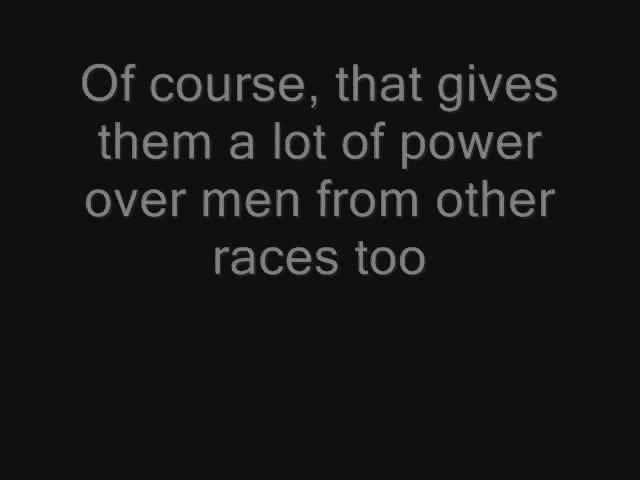 Of course, that gives
them a lot of power
over men from other
races too